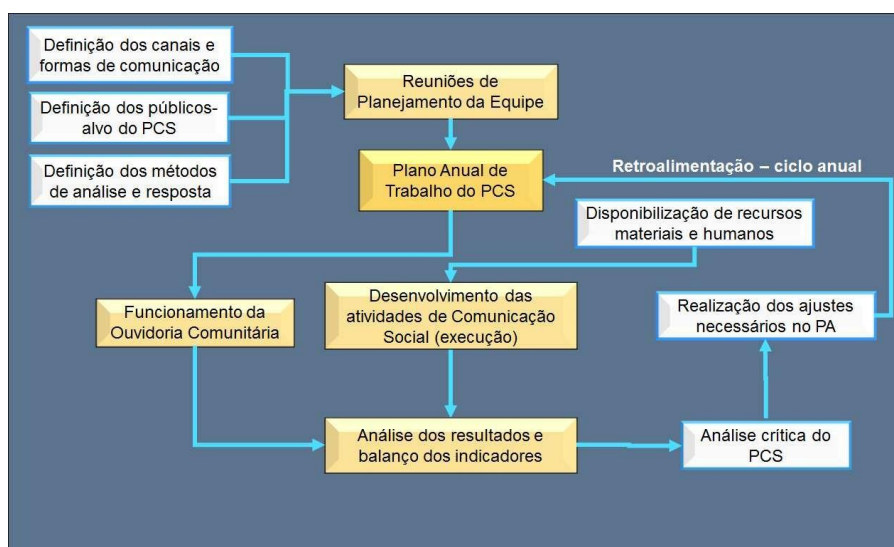 Definição dos canais e
formas de comunicação
Definição dos públicos-
alvo do PCS
Definição dos métodos
de análise e resposta
Reuniões de
Planejamento da Equipe
Plano Anual de
Trabalho do PCS
Retroalimentação – ciclo anual
Disponibilização de recursos
materiais e humanos
Funcionamento da
Ouvidoria Comunitária
Desenvolvimento das
atividades de Comunicação
Social (execução)
Realização dos ajustes
necessários no PA
Análise dos resultados e
balanço dos indicadores
Análise crítica do
PCS